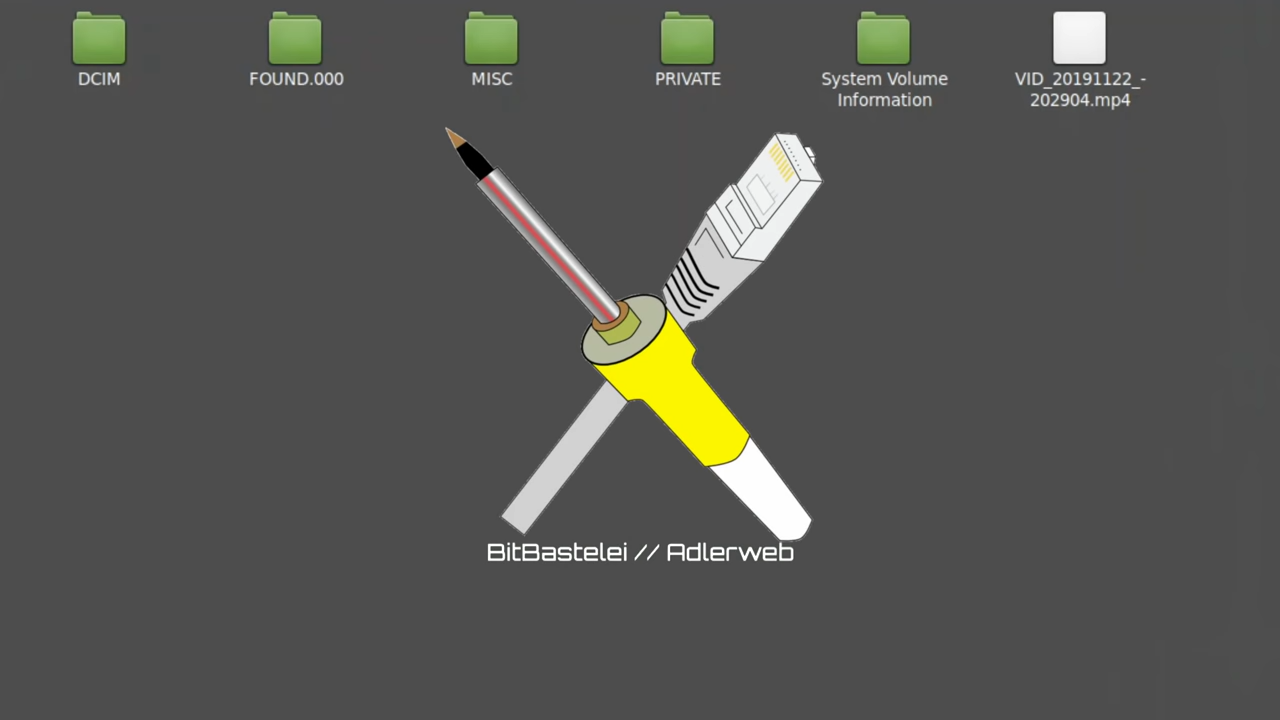 DCIM
FOUND.000
MISC
PRIVATE
System Volume
Information
VID_20191122_-
202904.mp4
BitBastelei // Adlerweb